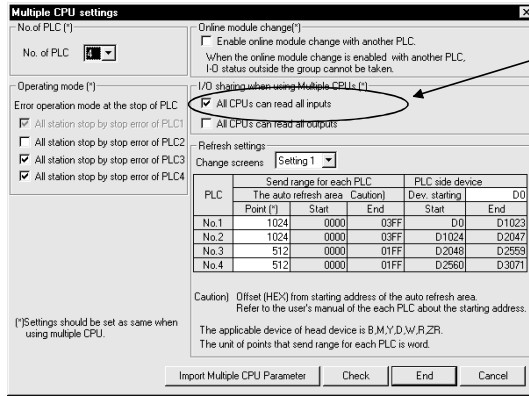 Multiple CPU settings
No.of PLC (*)
No. of PLC 4
Online module change(*)
Enable online module change with another PLC.
When the online module change is enabled with another PLC,
I-O status outside the group cannot be taken.
Operating mode (*)
Error operation mode at the stop of PLC
All station stop by stop error of PLC1
All station stop by stop error of PLC2
All station stop by stop error of PLC3
All station stop by stop error of PLC4
I/O sharing when using Multiple CPUs (*)
All CPUs can read all inputs
All CPUs can read all outputs
Refresh settings
Change screens Setting 1
PLC Send range for each PLC PLC side device
The auto refresh area Caution) Dev. starting D0
Point (*) Start End Start End
No.1 1024 0000 03FF D0 D1023
No.2 1024 0000 03FF D1024 D2047
No.3 512 0000 01FF D2048 D2559
No.4 512 0000 01FF D2560 D3071
Caution) Offset (HEX) from starting address of the auto refresh area.
Refer to the user's manual of the each PLC about the starting address.
The applicable device of head device is B,M,Y,D,W,R,ZR.
The unit of points that send range for each PLC is word.
(*)Settings should be set as same when
using multiple CPU.
Import Multiple CPU Parameter Check End Cancel